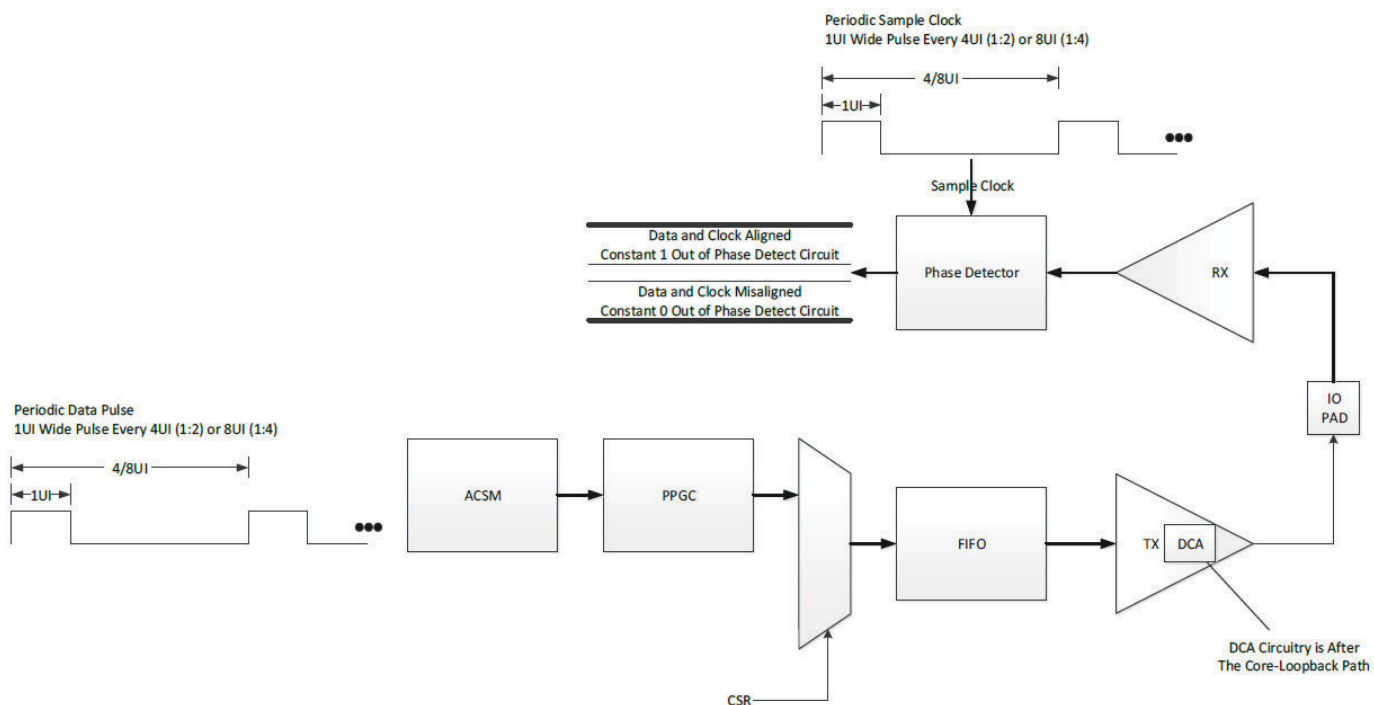 Periodic Sample Clock
1UI Wide Pulse Every 4UI (1:2) or 8UI (1:4)
4/8UI
1UI
Sample Clock
Data and Clock Aligned
Constant 1 Out of Phase Detect Circuit
Data and Clock Misaligned
Constant 0 Out of Phase Detect Circuit
Phase Detector
RX
IO
PAD
Periodic Data Pulse
1UI Wide Pulse Every 4UI (1:2) or 8UI (1:4)
4/8UI
1UI
ACSM
PPGC
FIFO
TX
DCA
DCA Circuitry is After
The Core-Loopback Path
CSR